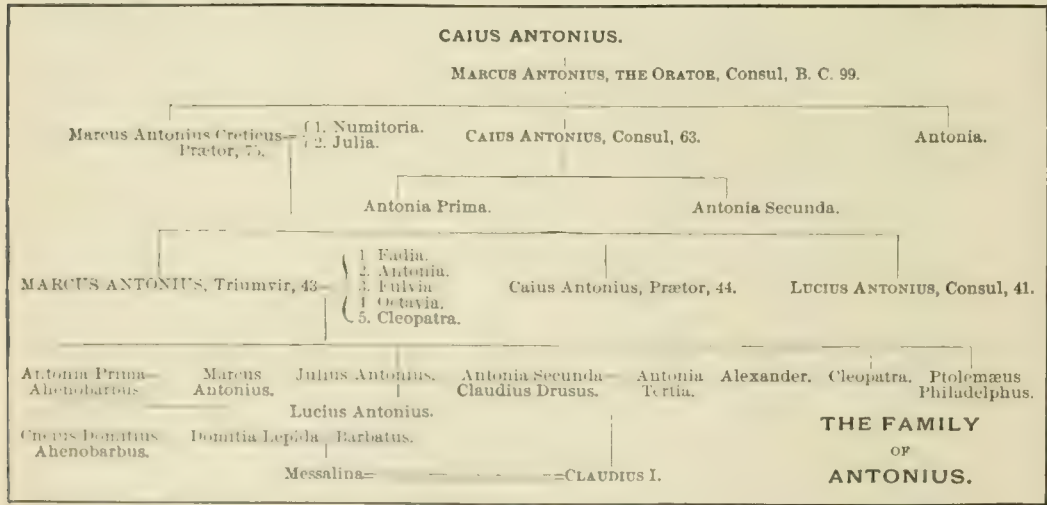 CAIUS ANTONIUS.
MARCUS ANTONIUS, THE ORATOR, Consul, B. C. 99.
Marcus Antonius Creticus= { 1. Numitoria.
Prætor, 75. { 2. Julia.
CAIUS ANTONIUS, Consul, 63.
Antonia.
Antonia Prima.
Antonia Secunda.
MARCUS ANTONIUS, Triumvir, 43=
1. Fadia.
2. Antonia.
3. Fulvia
4. Octavia.
5. Cleopatra.
Caius Antonius, Prætor, 44.
LUCIUS ANTONIUS, Consul, 41.
Antonia Prima=
Ahenobarbus
Marcus
Antonius.
Julius Antonius.
Antonia Secunda=
Claudius Drusus.
Antonia
Tertia.
Alexander.
Cleopatra.
Ptolemæus
Philadelphus.
Lucius Antonius.
Cneius Domitius
Ahenobarbus.
Domitia Lepida=Barbatus.
Messalina= =CLAUDIUS I.
THE FAMILY
OF
ANTONIUS.